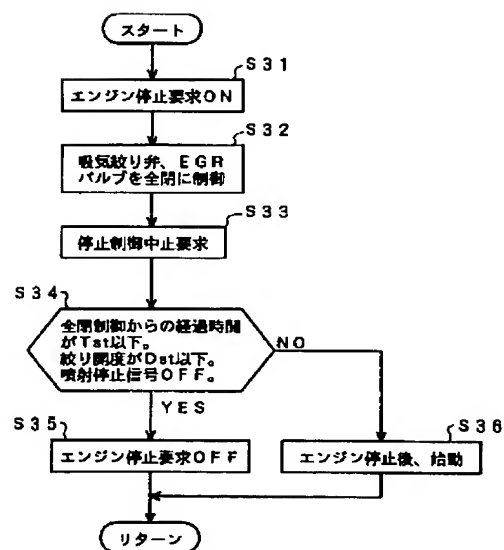 スタート
S31
エンジン停止要求ON
S32
吸気絞り弁、EGR
バルブを全閉に制御
S33
停止制御中止要求
S34
全閉制御からの経過時間
がTst以下。
絞り開度がDst以下。
噴射停止信号OFF。
NO
YES
S35
エンジン停止要求OFF
S36
エンジン停止後、始動
リターン